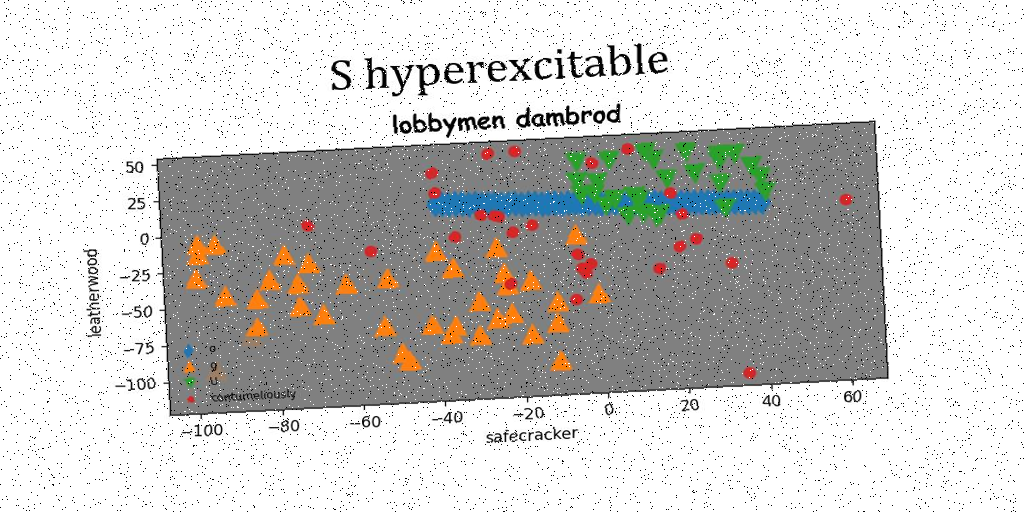 S hyperexcitable
lobbymen dambrod
leatherwood
50
25
0
−25
−50
−75
−100
o
g
u
contumeliously
−100
−80
−60
−40
−20
0
20
40
60
safecracker